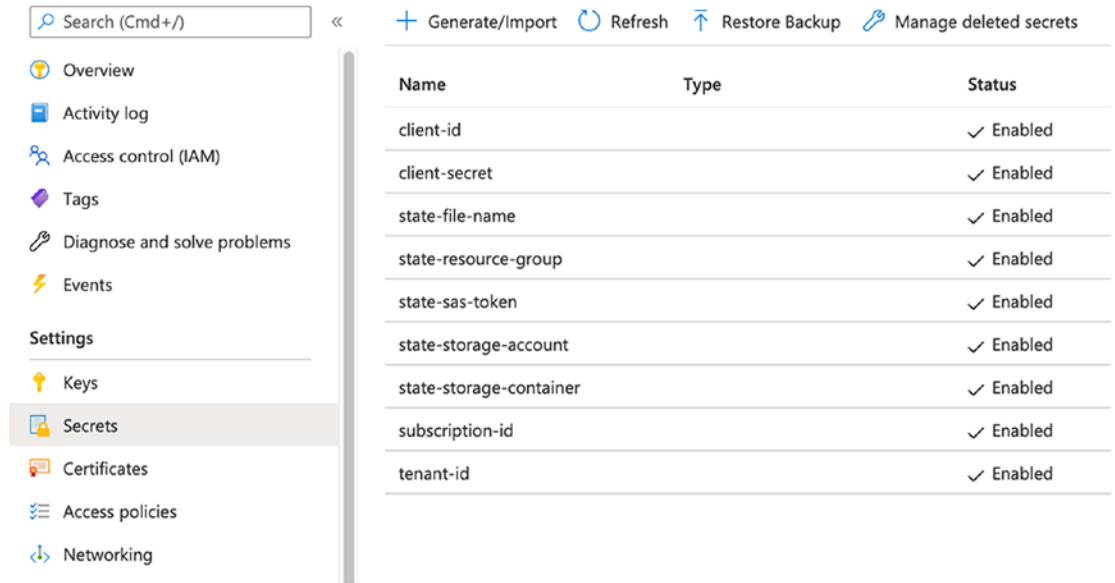 Search (Cmd+/)
«
Overview
Activity log
Access control (IAM)
Tags
Diagnose and solve problems
Events
Settings
Keys
Secrets
Certificates
Access policies
Networking
Generate/Import Refresh Restore Backup Manage deleted secrets
Name Type Status
client-id Enabled
client-secret Enabled
state-file-name Enabled
state-resource-group Enabled
state-sas-token Enabled
state-storage-account Enabled
state-storage-container Enabled
subscription-id Enabled
tenant-id Enabled